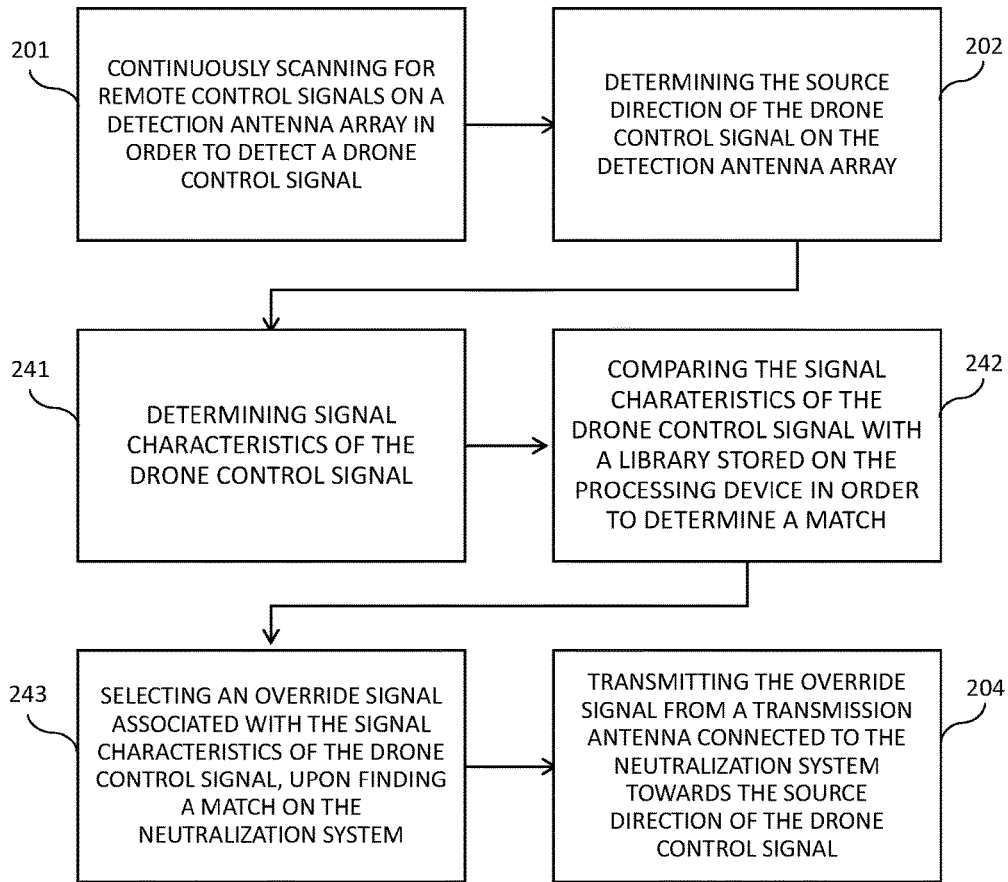 201
CONTINUOUSLY SCANNING FOR
REMOTE CONTROL SIGNALS ON A
DETECTION ANTENNA ARRAY IN
ORDER TO DETECT A DRONE
CONTROL SIGNAL
202
DETERMINING THE SOURCE
DIRECTION OF THE DRONE
CONTROL SIGNAL ON THE
DETECTION ANTENNA ARRAY
241
DETERMINING SIGNAL
CHARACTERISTICS OF THE
DRONE CONTROL SIGNAL
242
COMPARING THE SIGNAL
CHARATERISTICS OF THE
DRONE CONTROL SIGNAL WITH
A LIBRARY STORED ON THE
PROCESSING DEVICE IN ORDER
TO DETERMINE A MATCH
243
SELECTING AN OVERRIDE SIGNAL
ASSOCIATED WITH THE SIGNAL
CHARACTERISTICS OF THE DRONE
CONTROL SIGNAL, UPON FINDING
A MATCH ON THE
NEUTRALIZATION SYSTEM
204
TRANSMITTING THE OVERRIDE
SIGNAL FROM A TRANSMISSION
ANTENNA CONNECTED TO THE
NEUTRALIZATION SYSTEM
TOWARDS THE SOURCE
DIRECTION OF THE DRONE
CONTROL SIGNAL